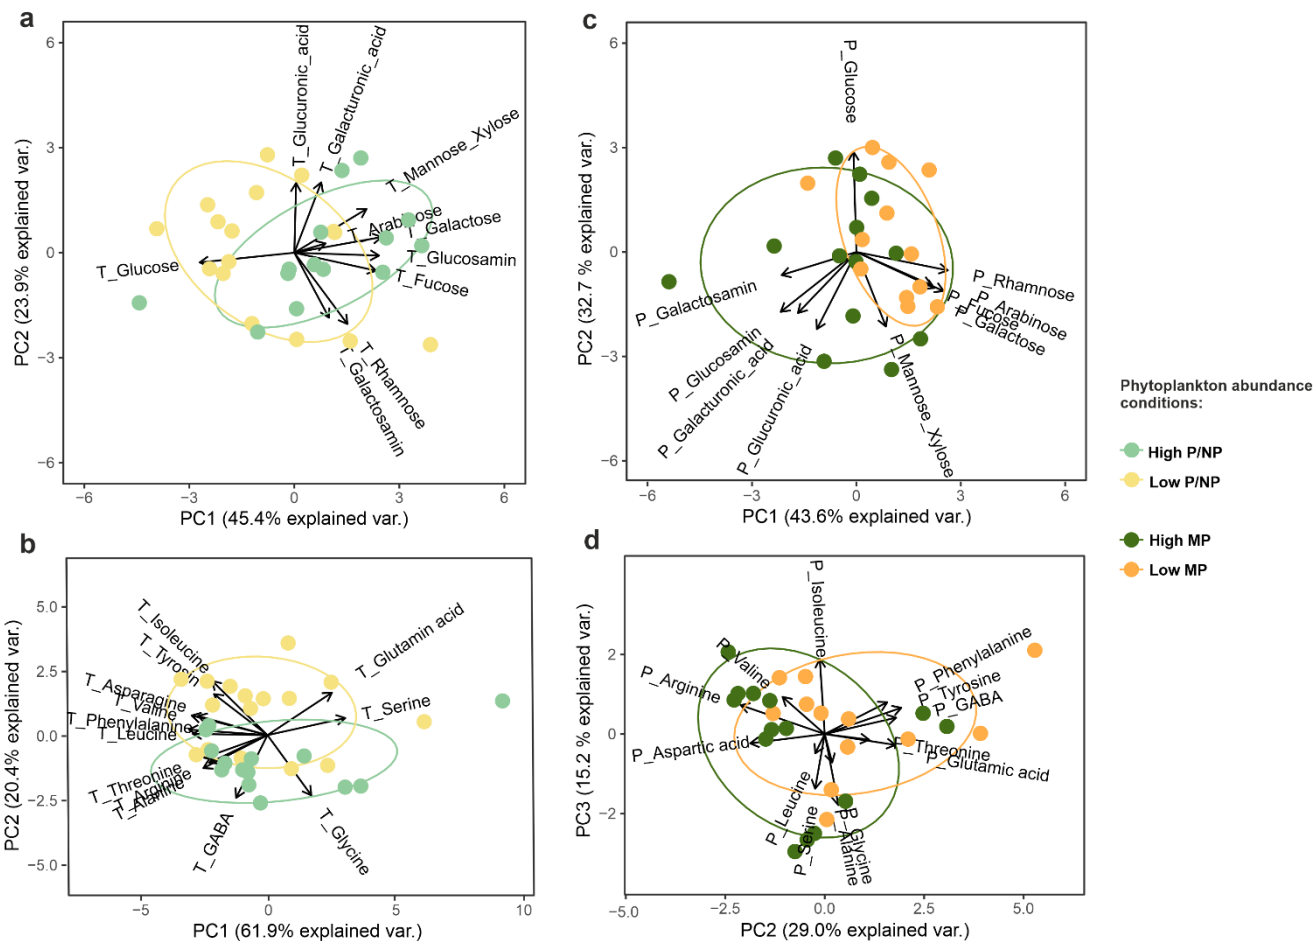 a
6
3
0
−3
−6
PC2 (23.9% explained var.)
T_Glucuronic_acid
T_Galacturonic_acid
T_Mannose_Xylose
T_Arabinose
Galactose
T_Glucosamin
T_Fucose
T_Glucose
T_Rhamnose
T_Galactosamin
−6
−3
0
3
6
PC1 (45.4% explained var.)
c
6
3
0
−3
−6
PC2 (32.7 % explained var.)
P_Glucose
P_Rhamnose
P_Arabinose
P_Fucose
P_Galactose
P_Galactosamin
P_Glucosamin
P_Galacturonic_acid
P_Glucuronic_acid
P_Mannose_Xylose
−6
−3
0
3
6
PC1 (43.6% explained var.)
Phytoplankton abundance
conditions:
High P/NP
Low P/NP
High MP
Low MP
b
5.0
2.5
0.0
−2.5
−5.0
PC2 (20.4% explained var.)
T_Isoleucine
T_Tyrosin
T_Asparagine
T_Valine
T_Phenylalanine
T_Leucine
T_Threonine
T_Arginine
T_Alanine
T_GABA
T_Glycine
T_Glutamin acid
T_Serine
−5
0
5
10
PC1 (61.9% explained var.)
d
2
0
−2
PC3 (15.2 % explained var.)
P_Isoleucine
P_Valine
P_Arginine
P_Aspartic acid
P_Phenylalanine
P_Tyrosine
P_GABA
_Threonine
P_Glutamic acid
P_Leucine
P_Serine
P_Glycine
P_Alanine
−5.0
−2.5
0.0
2.5
5.0
PC2 (29.0% explained var.)